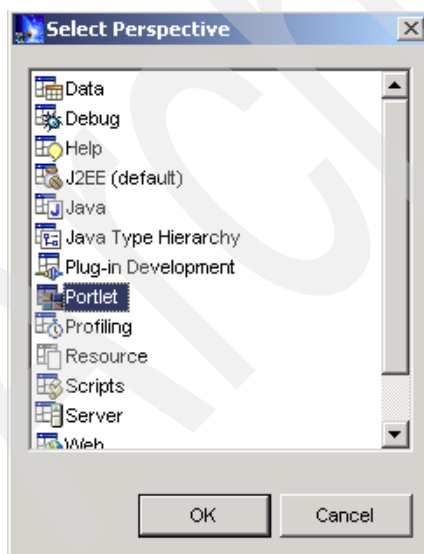 Select Perspective
Data
Debug
Help
J2EE (default)
Java
Java Type Hierarchy
Plug-in Development
Portlet
Profiling
Resource
Scripts
Server
Web
OK
Cancel